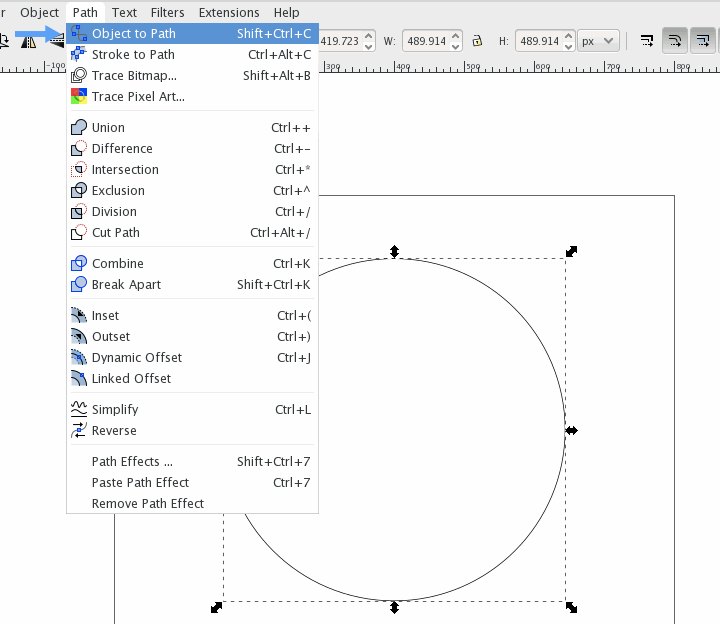 r Object Path Text Filters Extensions Help
419.723 W: 489.914 H: 489.914 px
-100 300 400 500 600 700 800
Object to Path Shift+Ctrl+C
Stroke to Path Ctrl+Alt+C
Trace Bitmap... Shift+Alt+B
Trace Pixel Art...
Union Ctrl++
Difference Ctrl+-
Intersection Ctrl+*
Exclusion Ctrl+^
Division Ctrl+/
Cut Path Ctrl+Alt+/
Combine Ctrl+K
Break Apart Shift+Ctrl+K
Inset Ctrl+(
Outset Ctrl+)
Dynamic Offset Ctrl+J
Linked Offset
Simplify Ctrl+L
Reverse
Path Effects ... Shift+Ctrl+7
Paste Path Effect Ctrl+7
Remove Path Effect